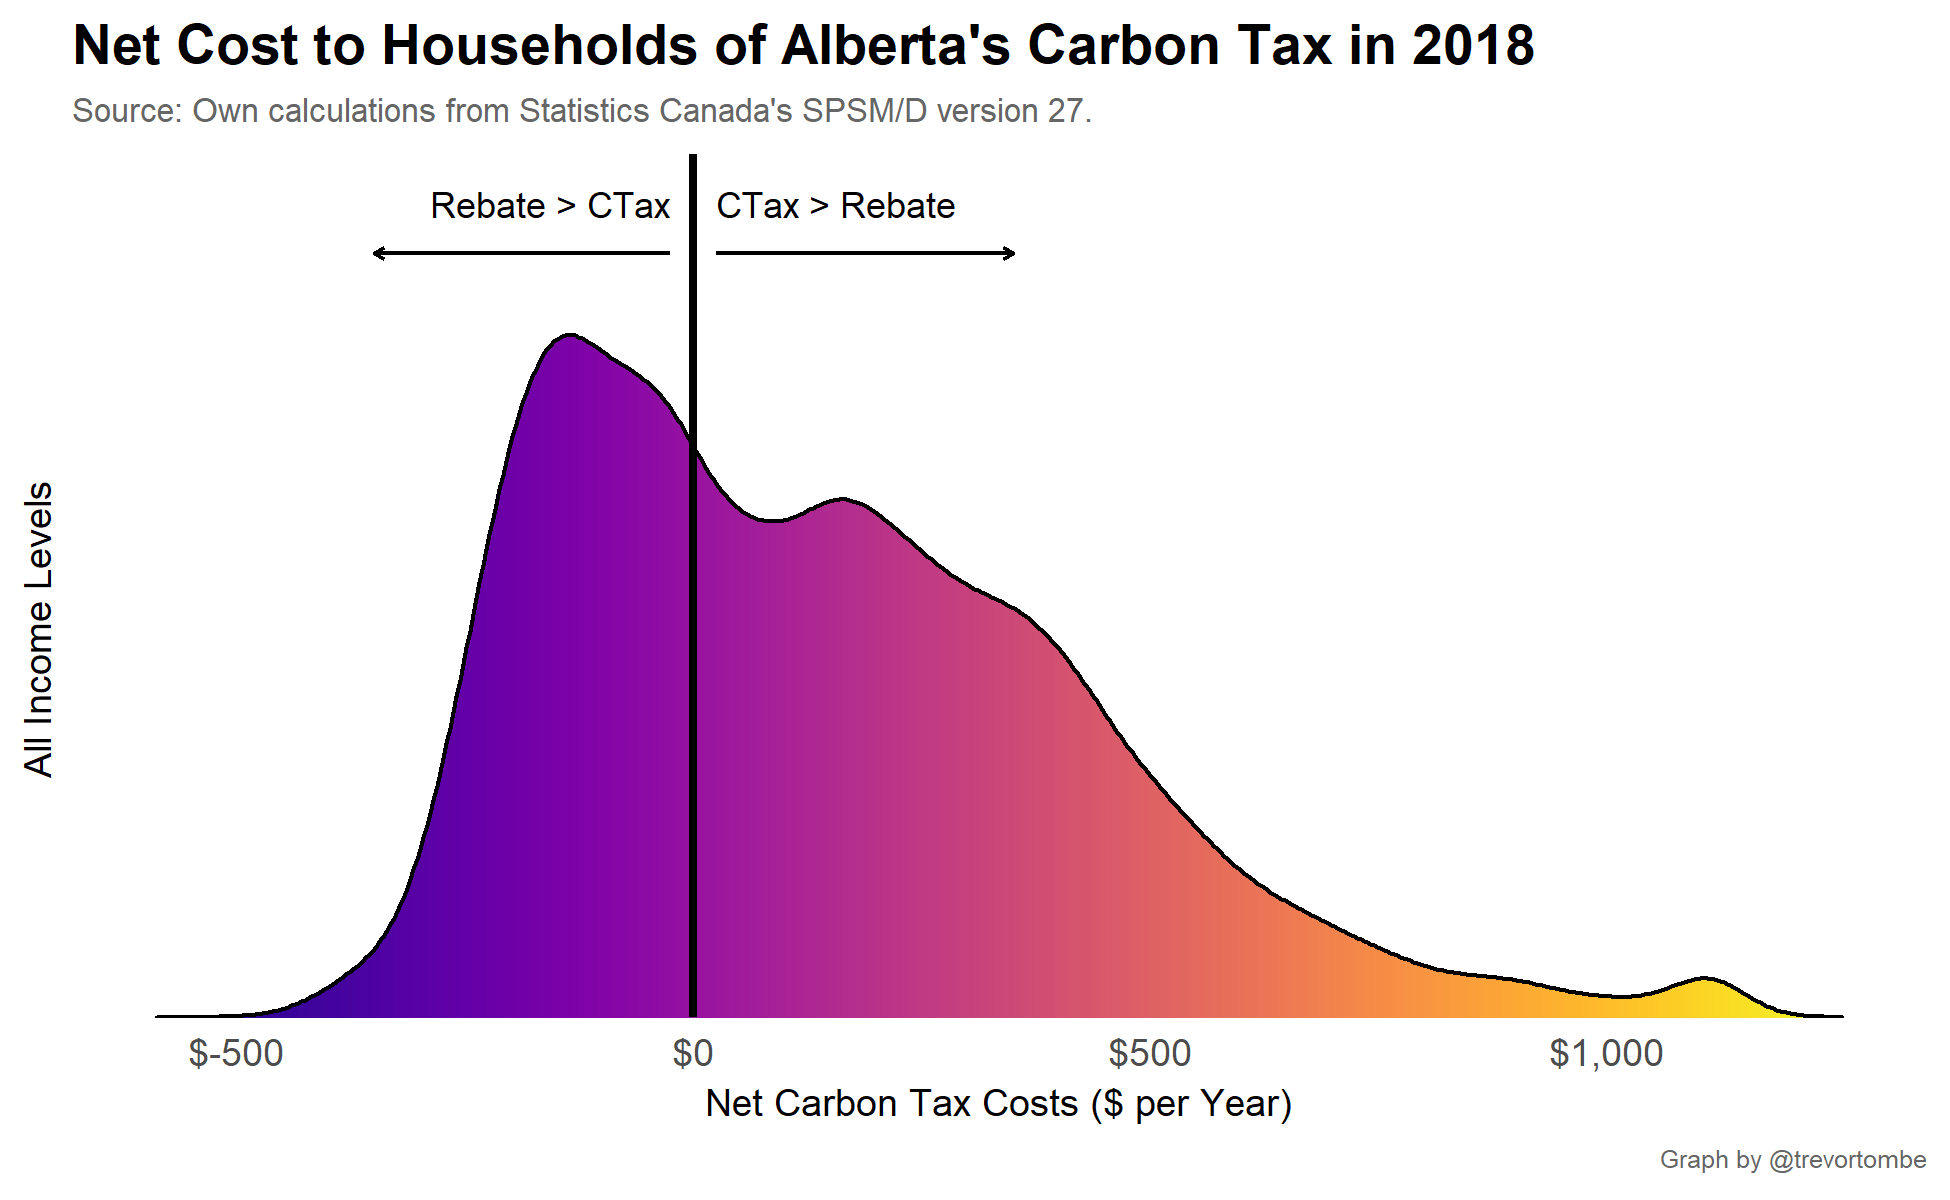 Net Cost to Households of Alberta's Carbon Tax in 2018
Source: Own calculations from Statistics Canada's SPSM/D version 27.
Rebate > CTax
CTax > Rebate
All Income Levels
$-500
$0
$500
$1,000
Net Carbon Tax Costs ($ per Year)
Graph by @trevortombe